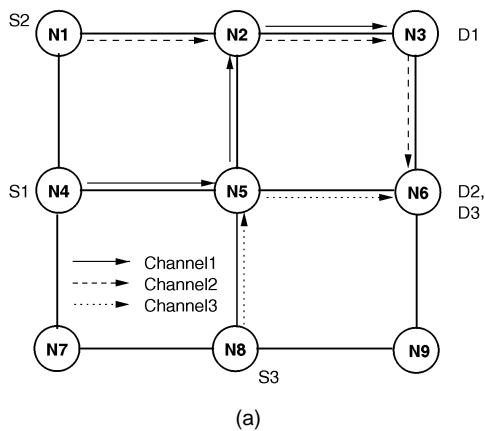 S2
N1
N2
N3
D1
S1
N4
N5
N6
D2,
D3
Channel1
Channel2
Channel3
N7
N8
N9
S3
(a)